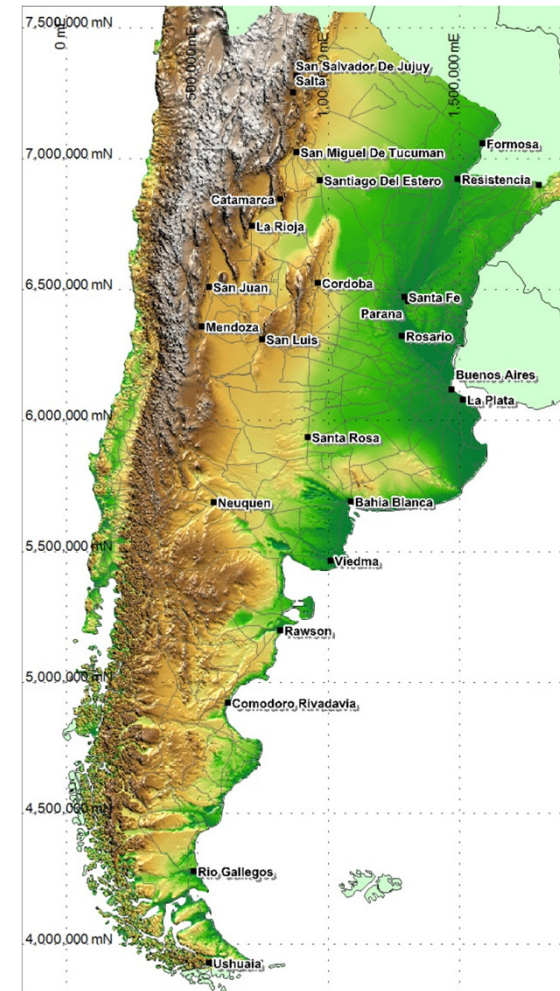 7,500,000 mN
0 mE
500,000 mE
1,000,000 mE
1,500,000 mE
San Salvador De Jujuy
Salta
7,000,000 mN
Formosa
San Miguel De Tucuman
Santiago Del Estero
Resistencia
Catamarca
La Rioja
6,500,000 mN
San Juan
Cordoba
Santa Fe
Parana
Mendoza
San Luis
Rosario
Buenos Aires
La Plata
6,000,000 mN
Santa Rosa
Neuquen
Bahia Blanca
5,500,000 mN
Viedma
Rawson
5,000,000 mN
Comodoro Rivadavia
4,500,000 mN
Rio Gallegos
4,000,000 mN
Ushuaia